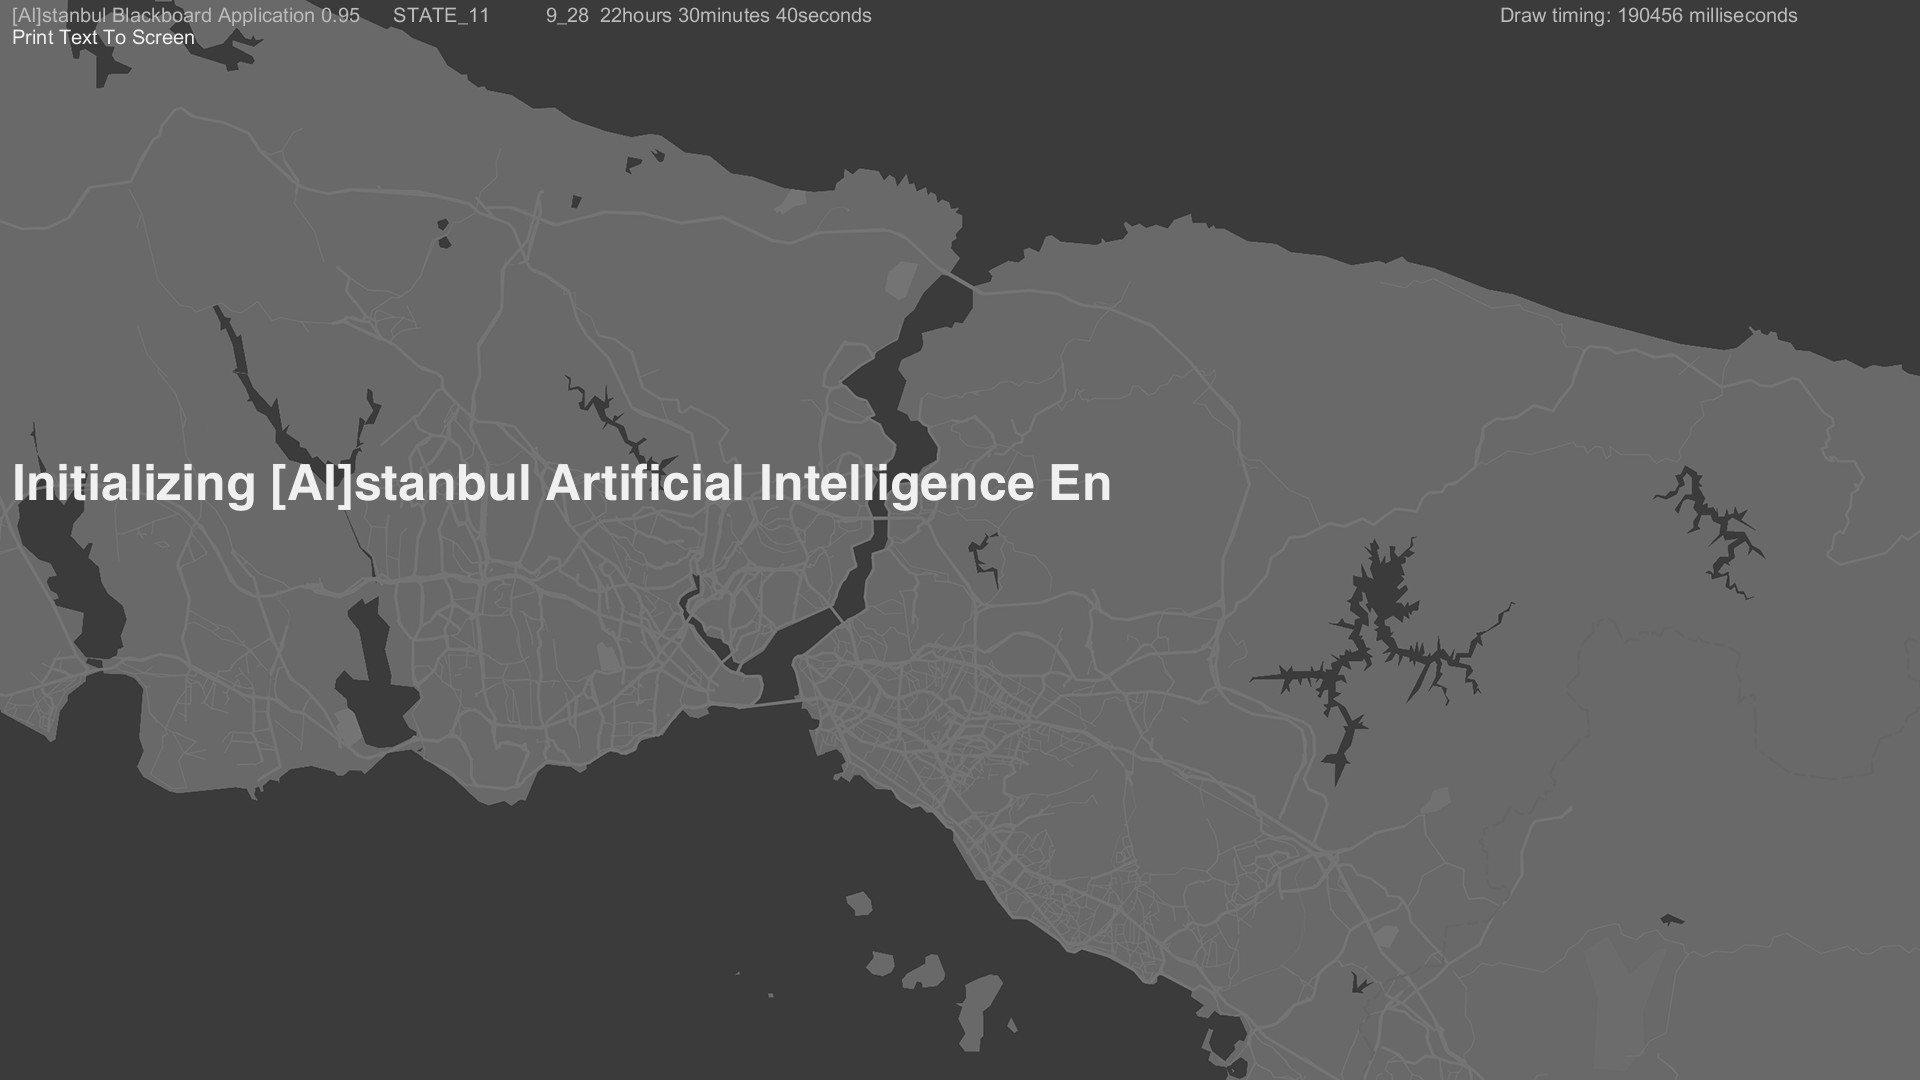 [AI]stanbul Blackboard Application 0.95 STATE_11 9_28 22hours 30minutes 40seconds Draw timing: 190456 milliseconds
Print Text To Screen
Initializing [AI]stanbul Artificial Intelligence En